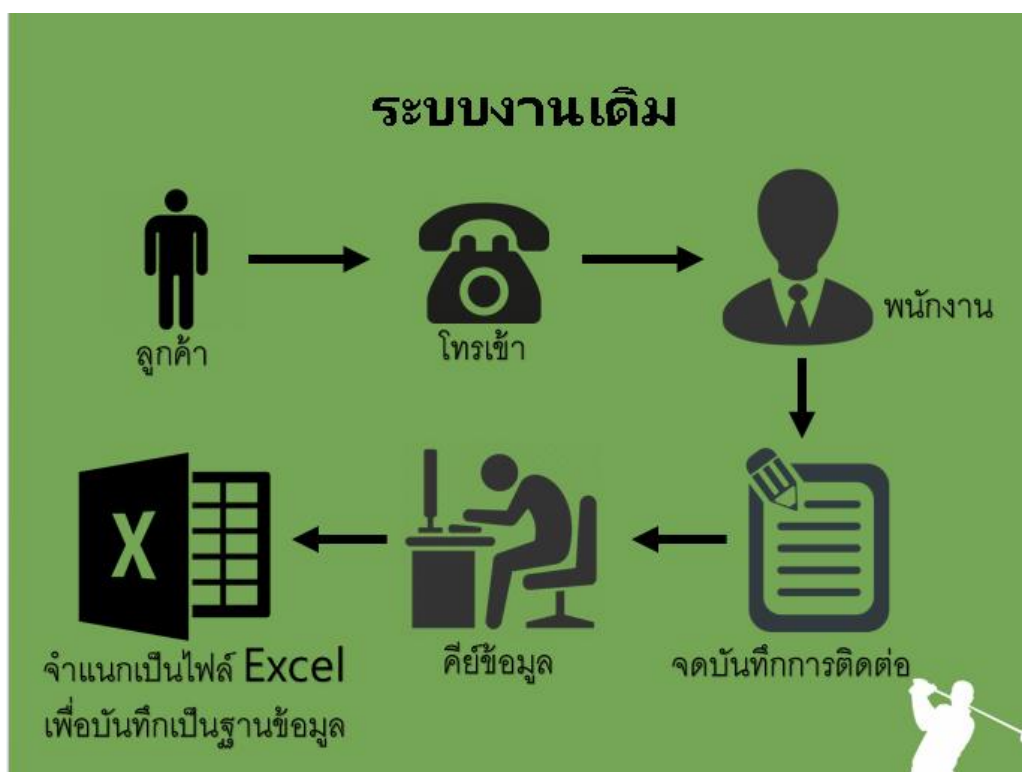 ระบบงานเดิม
ลูกค้า
โทรเข้า
พนักงาน
จำแนกเป็นไฟล์ Excel
เพื่อบันทึกเป็นฐานข้อมูล
คีย์ข้อมูล
จดบันทึกการติดต่อ